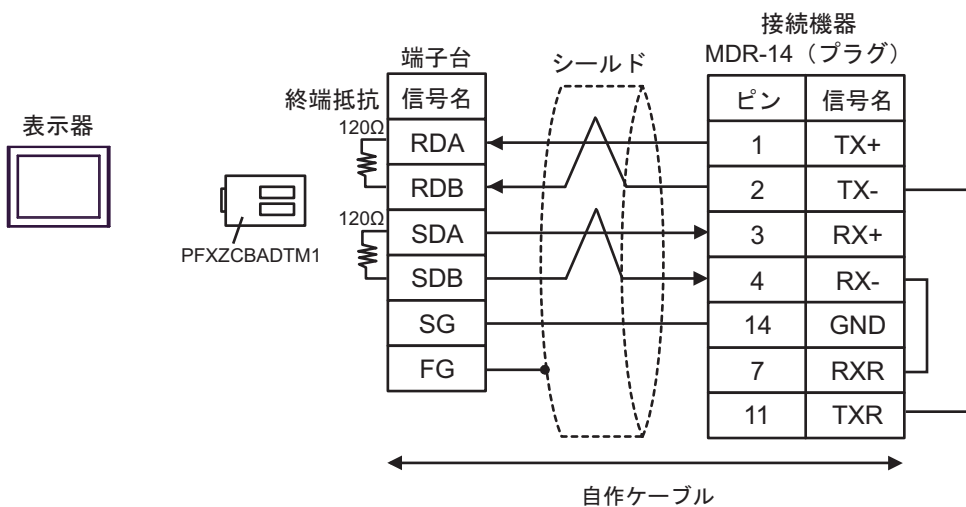 表示器
PFXZCBADTM1
終端抵抗
120Ω
120Ω
端子台
信号名
RDA
RDB
SDA
SDB
SG
FG
シールド
接続機器
MDR-14（プラグ）
ピン 信号名
1 TX+
2 TX-
3 RX+
4 RX-
14 GND
7 RXR
11 TXR
自作ケーブル